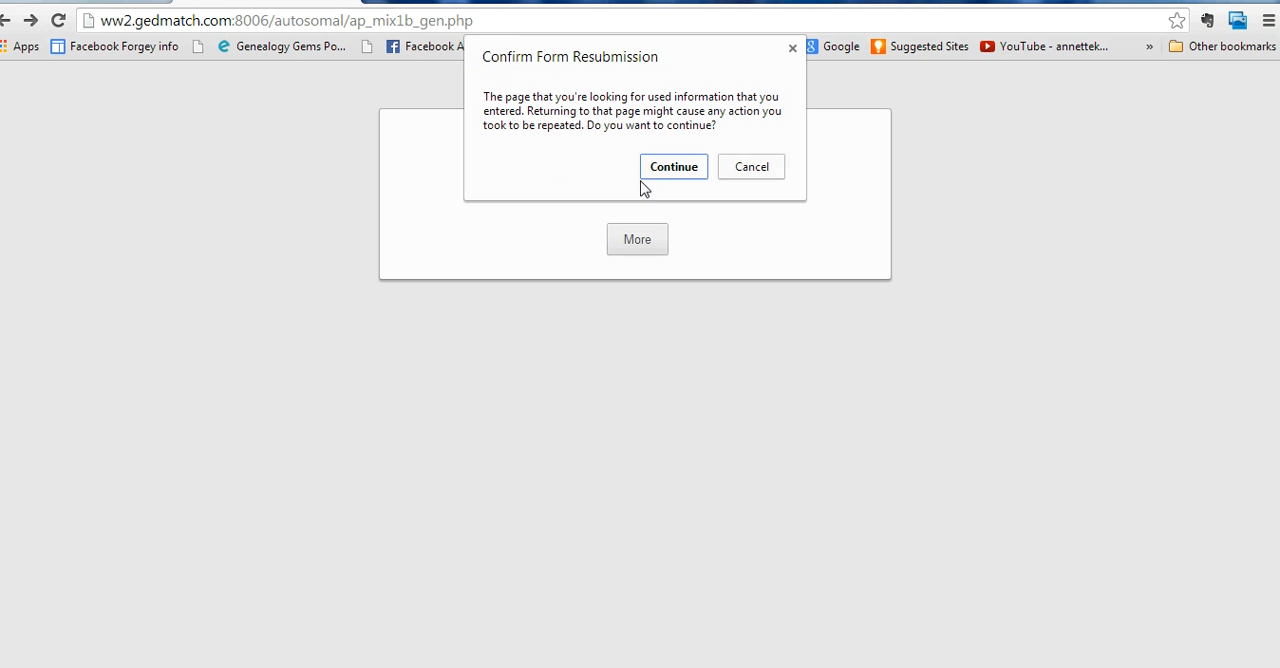 ww2.gedmatch.com:8006/autosomal/ap_mix1b_gen.php
Apps Facebook Forgey info Genealogy Gems Po... Facebook A Google Suggested Sites YouTube - annettek... » Other bookmarks
Confirm Form Resubmission
The page that you're looking for used information that you
entered. Returning to that page might cause any action you
took to be repeated. Do you want to continue?
Continue Cancel
More